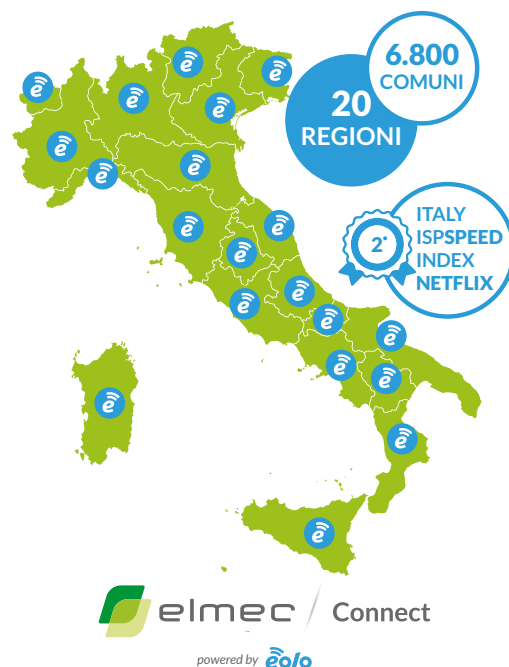 6.800
COMUNI
20
REGIONI
2°
ITALY
ISPSPEED
INDEX
NETFLIX
elmec / Connect
powered by eolo